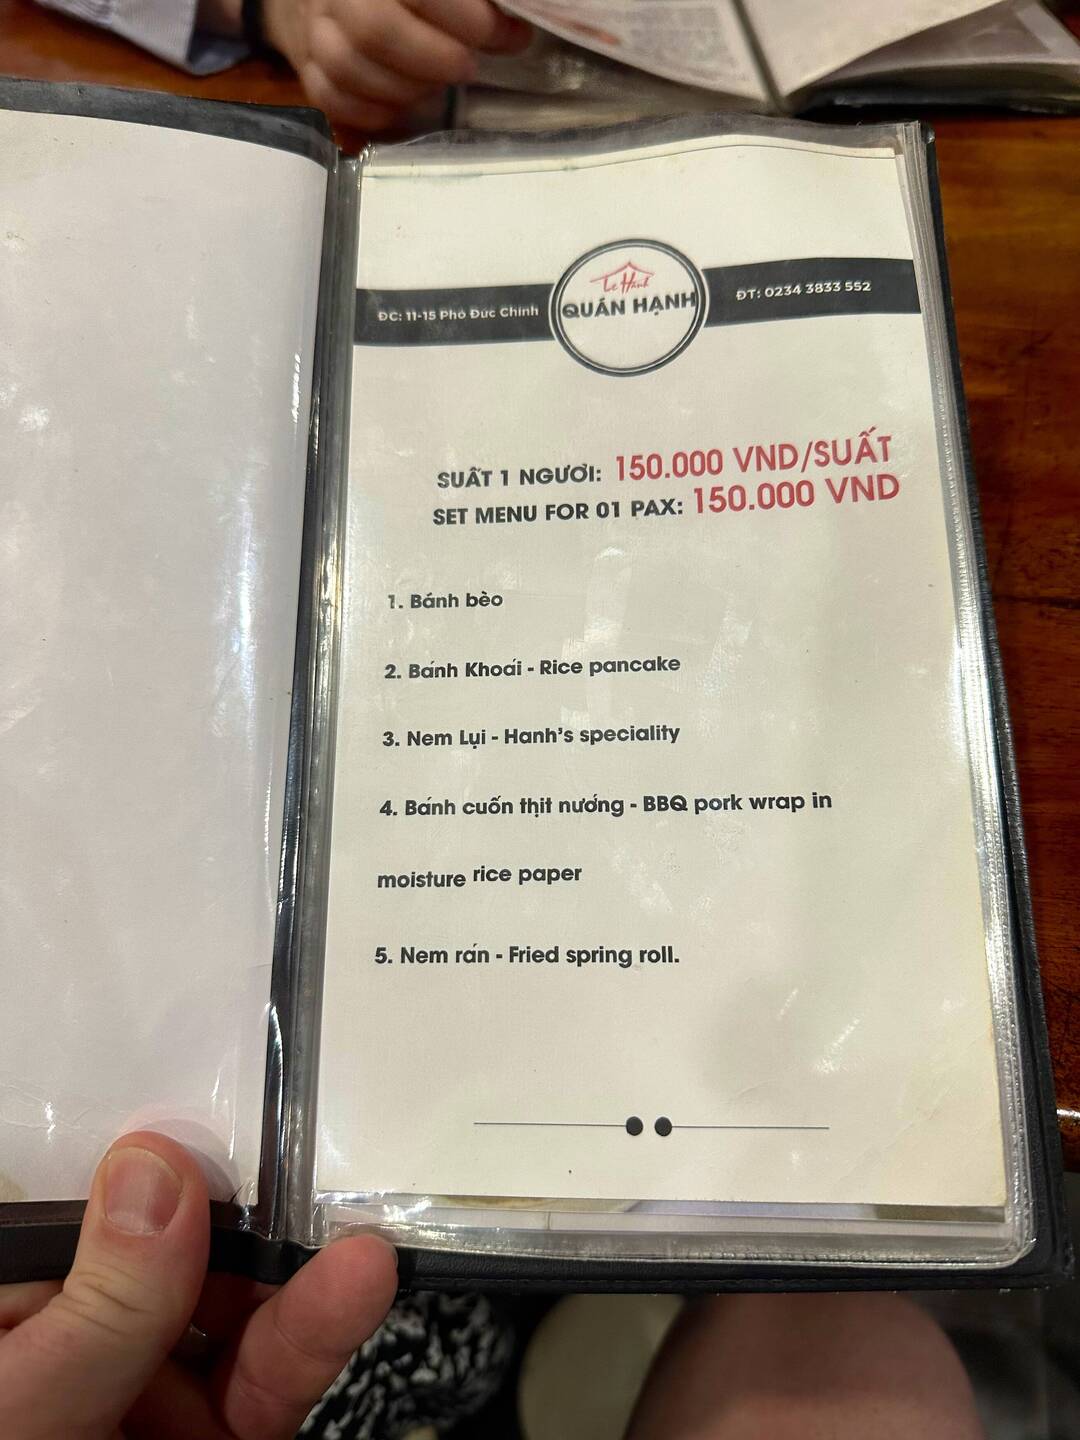 Le Hanh
QUÁN HẠNH
ĐC: 11-15 Phó Đức Chính
ĐT: 0234 3833 552
SUẤT 1 NGƯỜI: 150.000 VND/SUẤT
SET MENU FOR 01 PAX: 150.000 VND
1. Bánh bèo
2. Bánh Khoái - Rice pancake
3. Nem Lụi - Hanh's speciality
4. Bánh cuốn thịt nướng - BBQ pork wrap in
moisture rice paper
5. Nem rán - Fried spring roll.